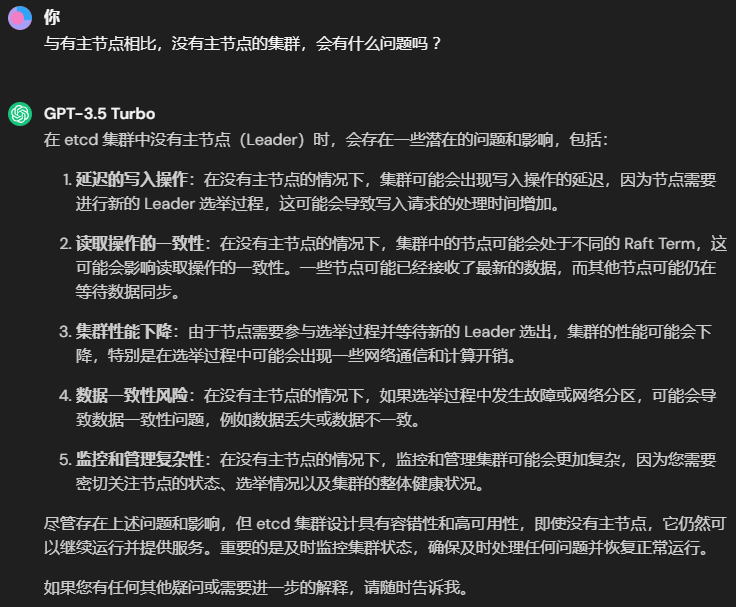 你
与有主节点相比，没有主节点的集群，会有什么问题吗？
GPT-3.5 Turbo
在 etcd 集群中没有主节点（Leader）时，会存在一些潜在的问题和影响，包括：
1. 延迟的写入操作：在没有主节点的情况下，集群可能会出现写入操作的延迟，因为节点需要
进行新的 Leader 选举过程，这可能会导致写入请求的处理时间增加。
2. 读取操作的一致性：在没有主节点的情况下，集群中的节点可能会处于不同的 Raft Term，这
可能会影响读取操作的一致性。一些节点可能已经接收了最新的数据，而其他节点可能仍在
等待数据同步。
3. 集群性能下降：由于节点需要参与选举过程并等待新的 Leader 选出，集群的性能可能会下
降，特别是在选举过程中可能会出现一些网络通信和计算开销。
4. 数据一致性风险：在没有主节点的情况下，如果选举过程中发生故障或网络分区，可能会导
致数据一致性问题，例如数据丢失或数据不一致。
5. 监控和管理复杂性：在没有主节点的情况下，监控和管理集群可能会更加复杂，因为您需要
密切关注节点的状态、选举情况以及集群的整体健康状况。
尽管存在上述问题和影响，但 etcd 集群设计具有容错性和高可用性，即使没有主节点，它仍然可
以继续运行并提供服务。重要的是及时监控集群状态，确保及时处理任何问题并恢复正常运行。
如果您有任何其他疑问或需要进一步的解释，请随时告诉我。